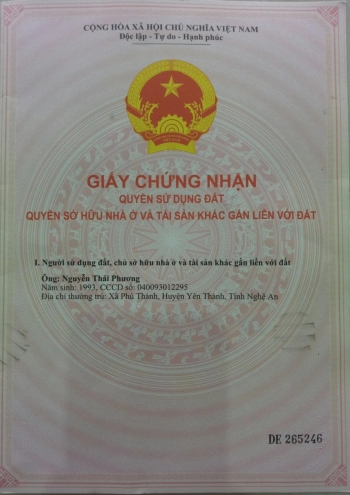 CỘNG HÒA XÃ HỘI CHỦ NGHĨA VIỆT NAM
Độc lập - Tự do - Hạnh phúc
GIẤY CHỨNG NHẬN
QUYỀN SỬ DỤNG ĐẤT
QUYỀN SỞ HỮU NHÀ Ở VÀ TÀI SẢN KHÁC GẮN LIỀN VỚI ĐẤT
I. Người sử dụng đất, chủ sở hữu nhà ở và tài sản khác gắn liền với đất
Ông: Nguyễn Thái Phương
Năm sinh: 1993, CCCD số: 040093012295
Địa chỉ thường trú: Xã Phú Thành, Huyện Yên Thành, Tỉnh Nghệ An
DE 265246